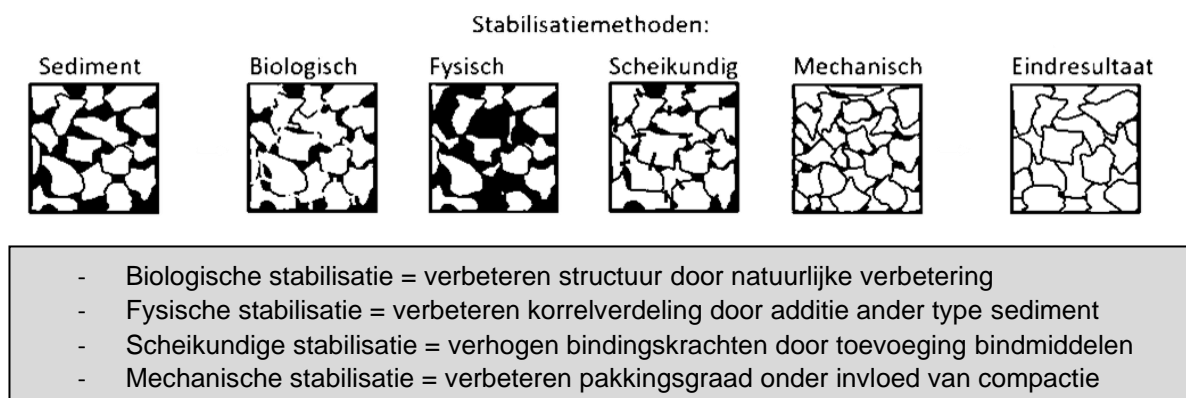 Stabilisatiemethoden:
Sediment Biologisch Fysisch Scheikundig Mechanisch Eindresultaat
- Biologische stabilisatie = verbeteren structuur door natuurlijke verbetering
- Fysische stabilisatie = verbeteren korrelverdeling door additie ander type sediment
- Scheikundige stabilisatie = verhogen bindingskrachten door toevoeging bindmiddelen
- Mechanische stabilisatie = verbeteren pakkingsgraad onder invloed van compactie